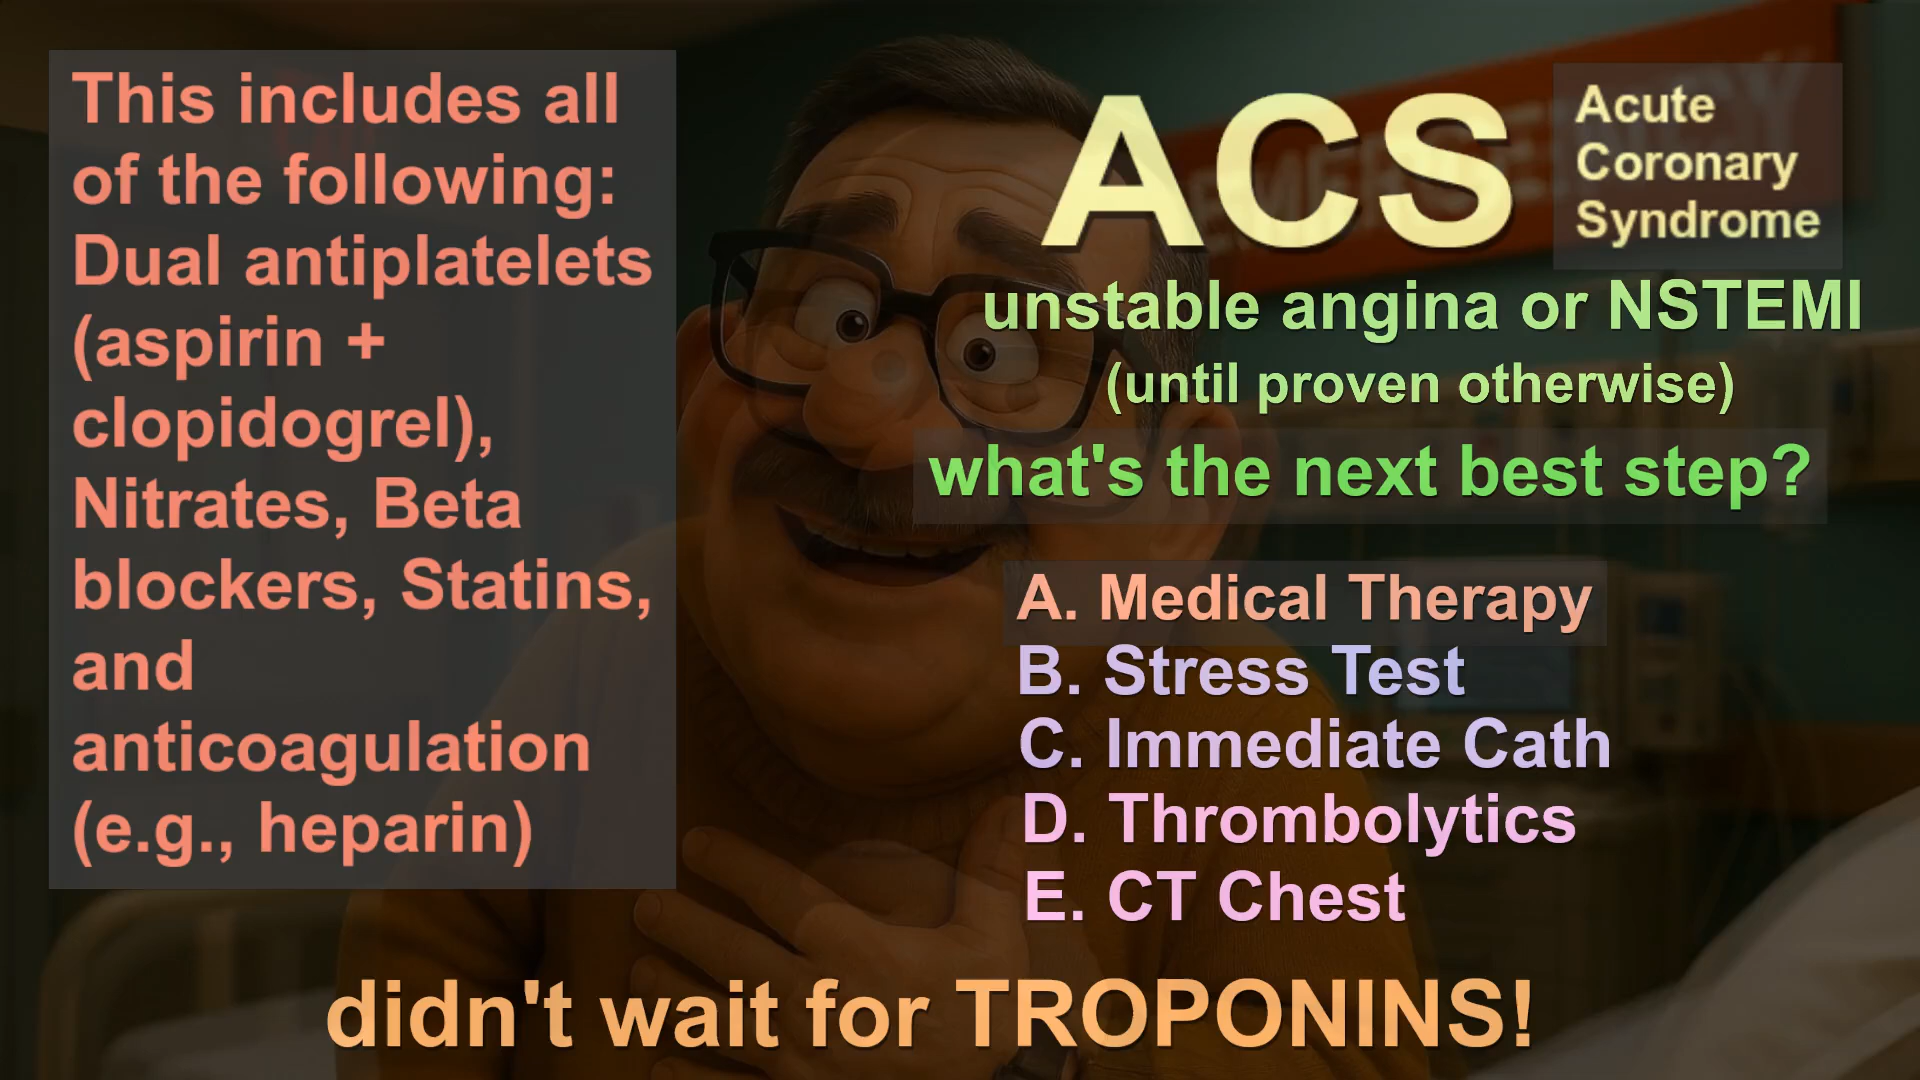 This includes all
of the following:
Dual antiplatelets
(aspirin +
clopidogrel),
Nitrates, Beta
blockers, Statins,
and
anticoagulation
(e.g., heparin)
ACS
Acute
Coronary
Syndrome
EMERGENCY
unstable angina or NSTEMI
(until proven otherwise)
what's the next best step?
A. Medical Therapy
B. Stress Test
C. Immediate Cath
D. Thrombolytics
E. CT Chest
didn't wait for TROPONINS!